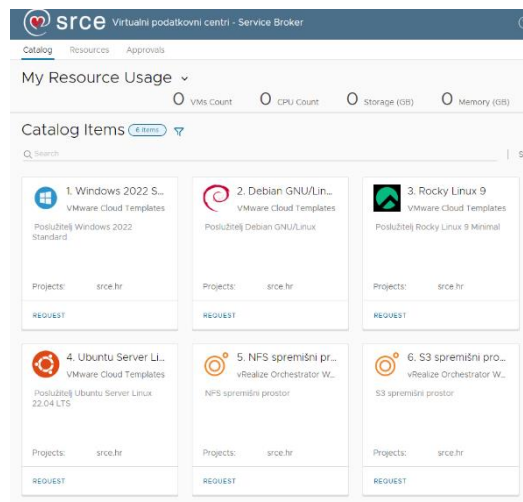 srce Virtualni podatkovni centri - Service Broker
Catalog Resources Approvals
My Resource Usage
0 VMs Count 0 CPU Count 0 Storage (GB) 0 Memory (GB)
Catalog Items 6 items
Search
1. Windows 2022 S...
VMware Cloud Templates
Poslužitelj Windows 2022
Standard
Projects: srce.hr
REQUEST
2. Debian GNU/Lin...
VMware Cloud Templates
Poslužitelj Debian GNU/Linux
Projects: srce.hr
REQUEST
3. Rocky Linux 9
VMware Cloud Templates
Poslužitelj Rocky Linux 9 Minimal
Projects: srce.hr
REQUEST
4. Ubuntu Server Li...
VMware Cloud Templates
Poslužitelj Ubuntu Server Linux
22.04 LTS
Projects: srce.hr
REQUEST
5. NFS spremišni pr...
vRealize Orchestrator W...
NFS spremišni prostor
Projects: srce.hr
REQUEST
6. S3 spremišni pro...
vRealize Orchestrator W...
S3 spremišni prostor
Projects: srce.hr
REQUEST